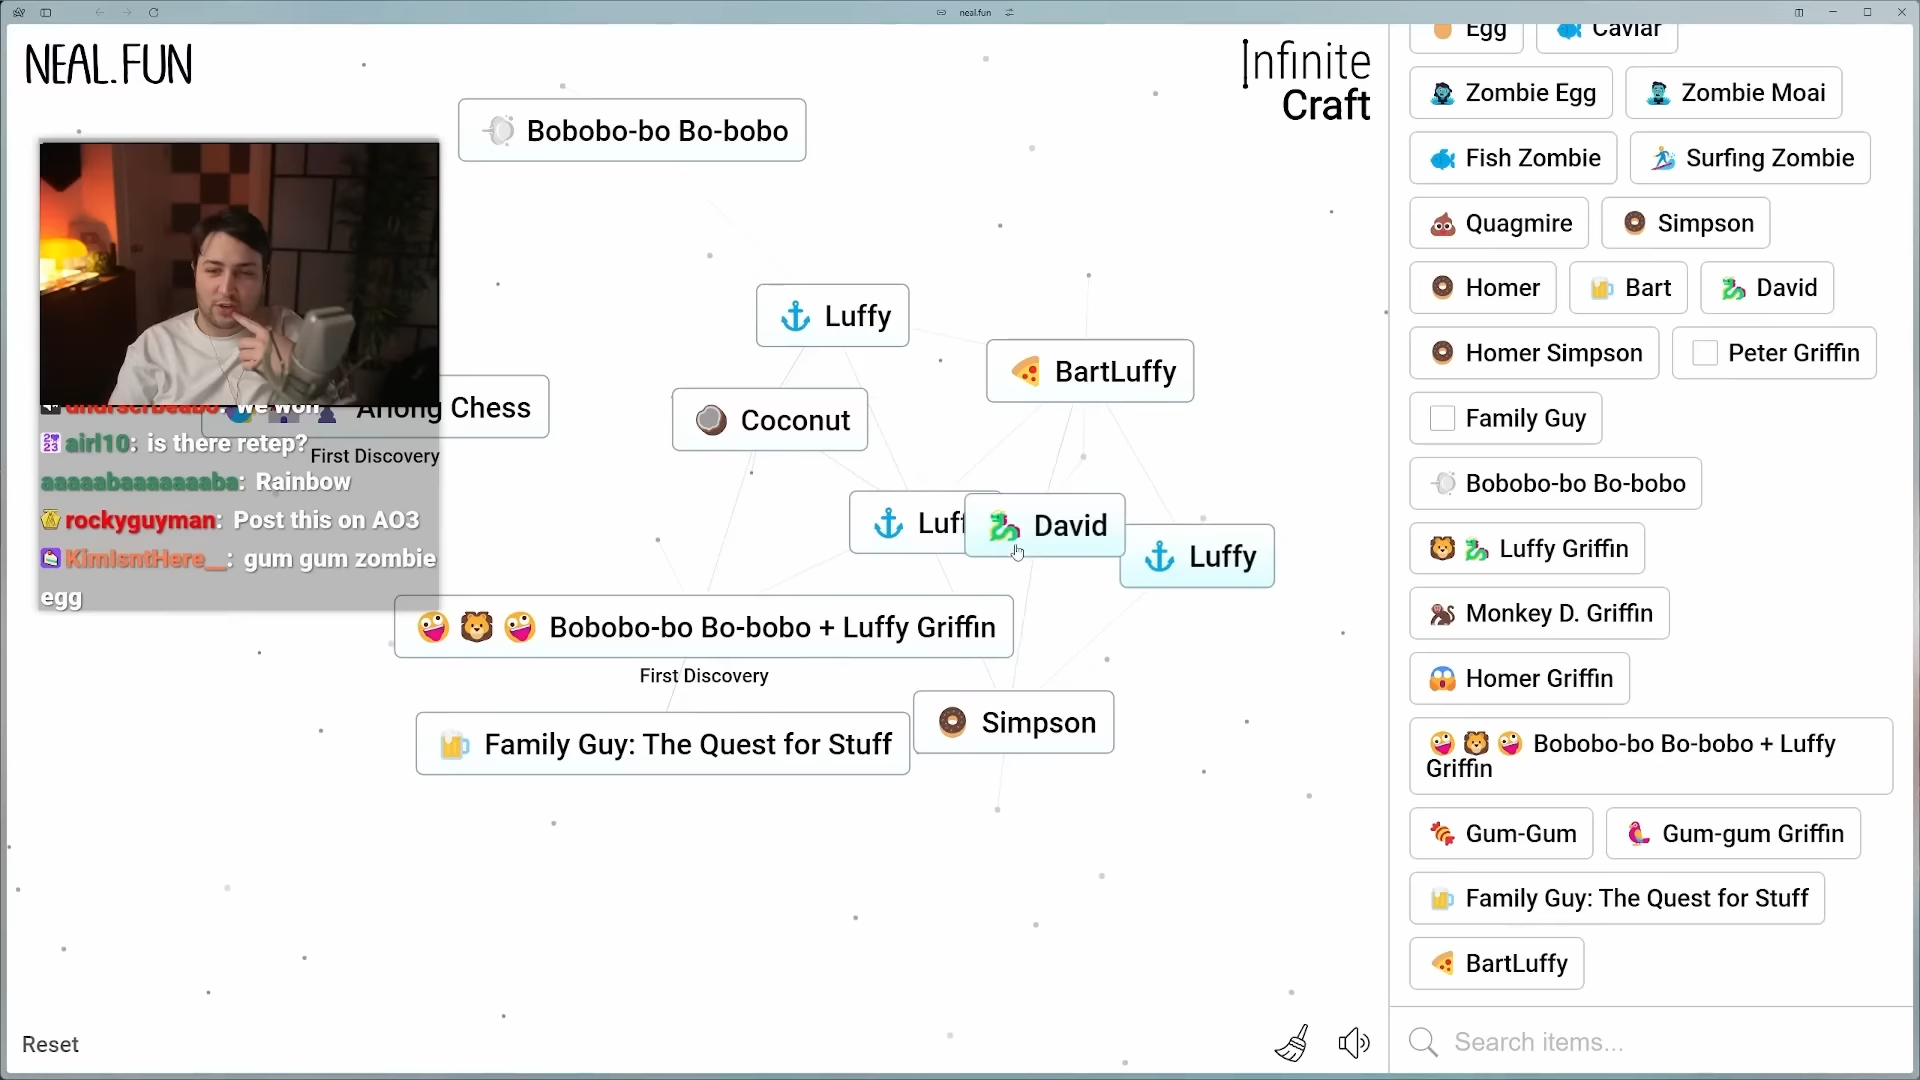 neal.fun
NEAL.FUN
Infinite
Craft
Bobobo-bo Bo-bobo
Luffy
BartLuffy
Coconut
Among Chess
First Discovery
we won
airl10: is there retep?
aaaaabaaaaaaaba: Rainbow
rockyguyman: Post this on AO3
KimIsntHere__: gum gum zombie
egg
Luff
David
Luffy
Bobobo-bo Bo-bobo + Luffy Griffin
First Discovery
Simpson
Family Guy: The Quest for Stuff
Reset
Egg
Caviar
Zombie Egg
Zombie Moai
Fish Zombie
Surfing Zombie
Quagmire
Simpson
Homer
Bart
David
Homer Simpson
Peter Griffin
Family Guy
Bobobo-bo Bo-bobo
Luffy Griffin
Monkey D. Griffin
Homer Griffin
Bobobo-bo Bo-bobo + Luffy
Griffin
Gum-Gum
Gum-gum Griffin
Family Guy: The Quest for Stuff
BartLuffy
Search items...